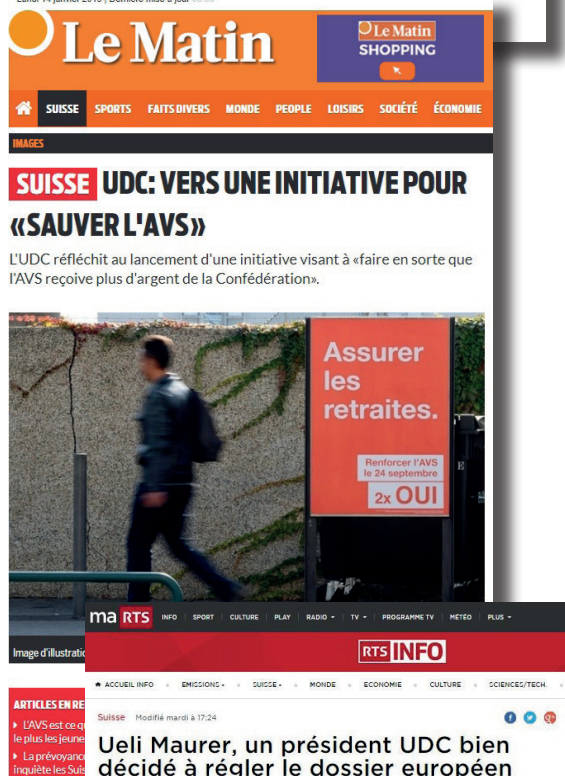 Le Matin
Le Matin
SHOPPING
SUISSE SPORTS FAITS DIVERS MONDE PEOPLE LOISIRS SOCIÉTÉ ÉCONOMIE
IMAGES
SUISSE UDC: VERS UNE INITIATIVE POUR
«SAUVER L'AVS»
L'UDC réfléchit au lancement d'une initiative visant à «faire en sorte que
l'AVS reçoive plus d'argent de la Confédération».
Assurer
les
retraites.
Renforcer l'AVS
le 24 septembre
2x OUI
Image d'illustratio
ma RTS INFO SPORT CULTURE PLAY RADIO TV PROGRAMME TV MÉTÉO PLUS
RTS INFO
ACCUEIL INFO EMISSIONS SUISSE MONDE ECONOMIE CULTURE SCIENCES/TECH.
ARTICLES EN RE
L'AVS est ce q
le plus les jeune
La prévoyanc
inquiète les Suis
Suisse Modifié mardi à 17:24
Ueli Maurer, un président UDC bien
décidé à régler le dossier européen